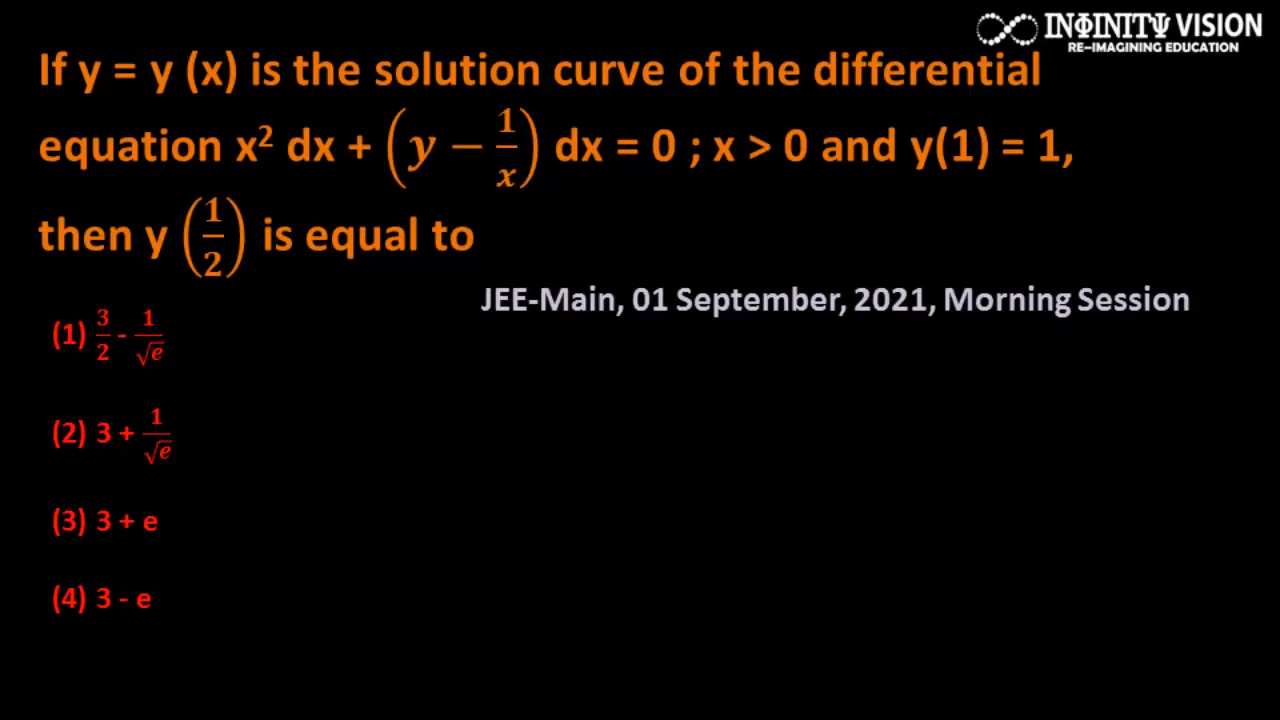 INΦINITΨ VISION
RE-IMAGINING EDUCATION
If y = y (x) is the solution curve of the differential
equation x² dx + (y − 1/x) dx = 0 ; x > 0 and y(1) = 1,
then y (1/2) is equal to
JEE-Main, 01 September, 2021, Morning Session
(1) 3/2 - 1/√e
(2) 3 + 1/√e
(3) 3 + e
(4) 3 - e